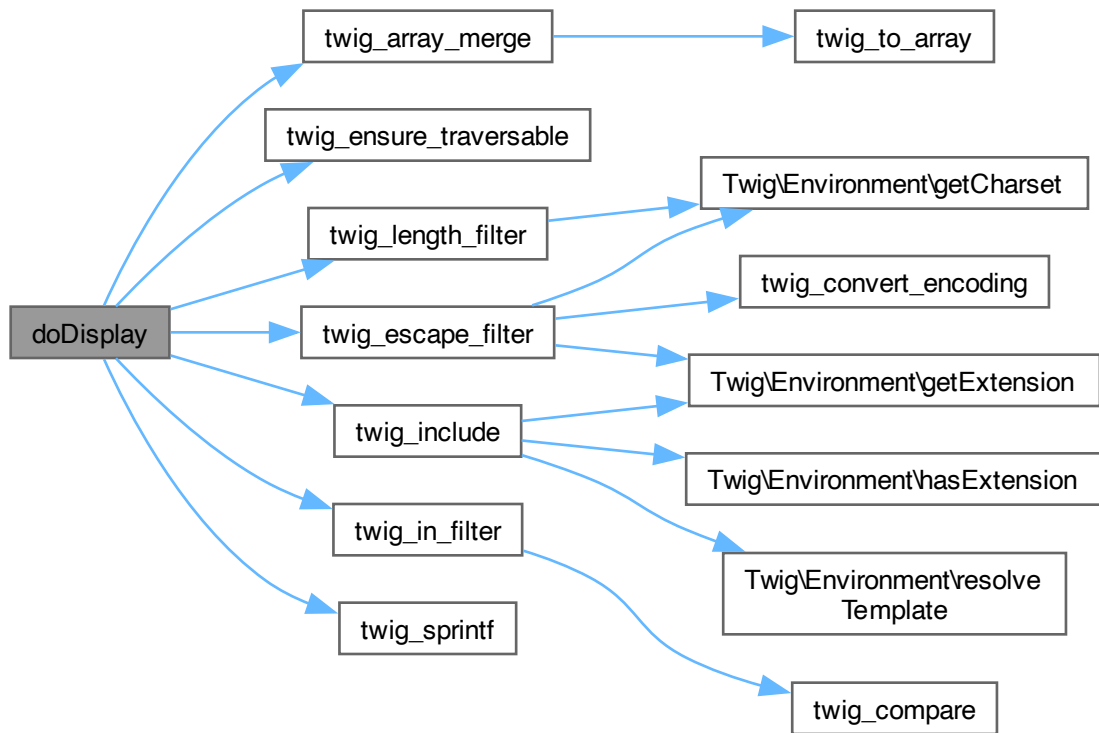 doDisplay
twig_array_merge
twig_to_array
twig_ensure_traversable
twig_length_filter
Twig\Environment\getCharset
twig_escape_filter
twig_convert_encoding
Twig\Environment\getExtension
twig_include
Twig\Environment\hasExtension
Twig\Environment\resolve
Template
twig_in_filter
twig_compare
twig_sprintf